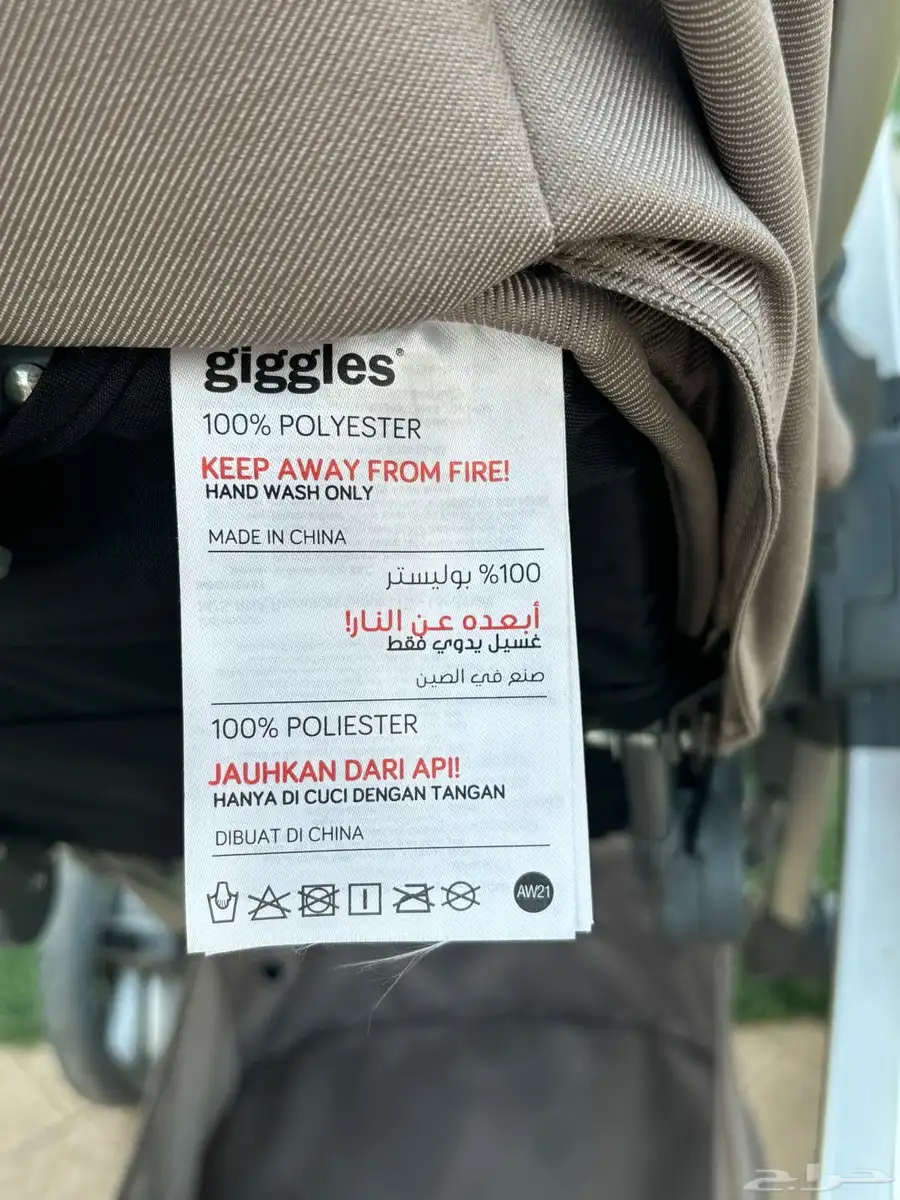 giggles®
100% POLYESTER
KEEP AWAY FROM FIRE!
HAND WASH ONLY
MADE IN CHINA
100% بوليستر
أبعده عن النار!
غسيل يدوي فقط
صنع في الصين
100% POLIESTER
JAUHKAN DARI API!
HANYA DI CUCI DENGAN TANGAN
DIBUAT DI CHINA
AW21
حراج